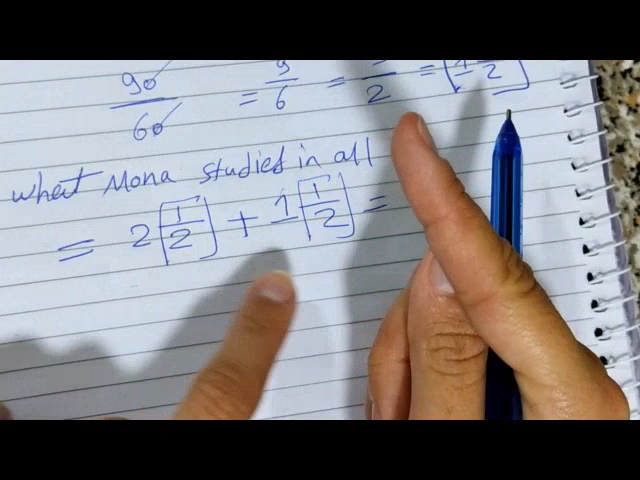 90/60 = 9/6 = /2 = 1 /2
what Mona studied in all
= 2 1/2 + 1 1/2 =